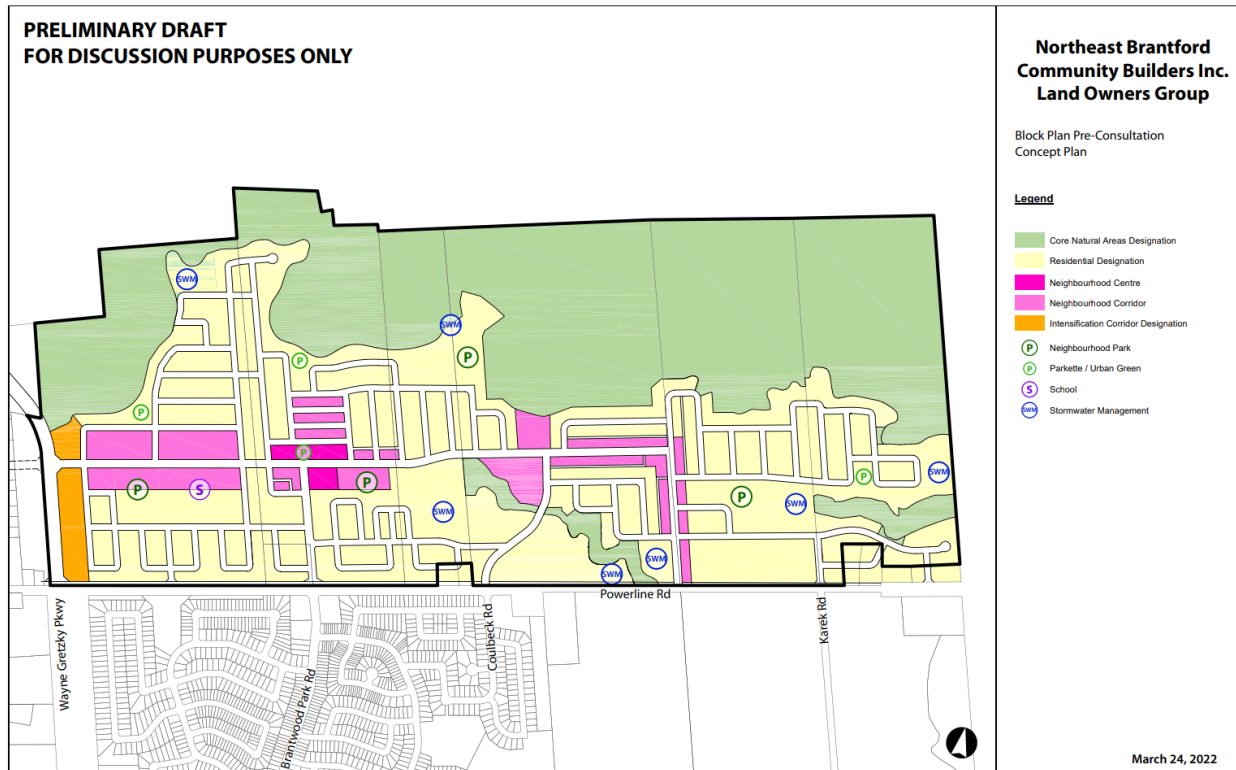 PRELIMINARY DRAFT
FOR DISCUSSION PURPOSES ONLY
Northeast Brantford
Community Builders Inc.
Land Owners Group
Block Plan Pre-Consultation
Concept Plan
Legend
Core Natural Areas Designation
Residential Designation
Neighbourhood Centre
Neighbourhood Corridor
Intensification Corridor Designation
P Neighbourhood Park
P Parkette / Urban Green
S School
SWM Stormwater Management
SWM
SWM
P
P
P
P
SWM
P
P
S
P
P
SWM
SWM
SWM
SWM
Powerline Rd
Wayne Gretzky Pkwy
Brantwood Park Rd
Coulbeck Rd
Karek Rd
March 24, 2022